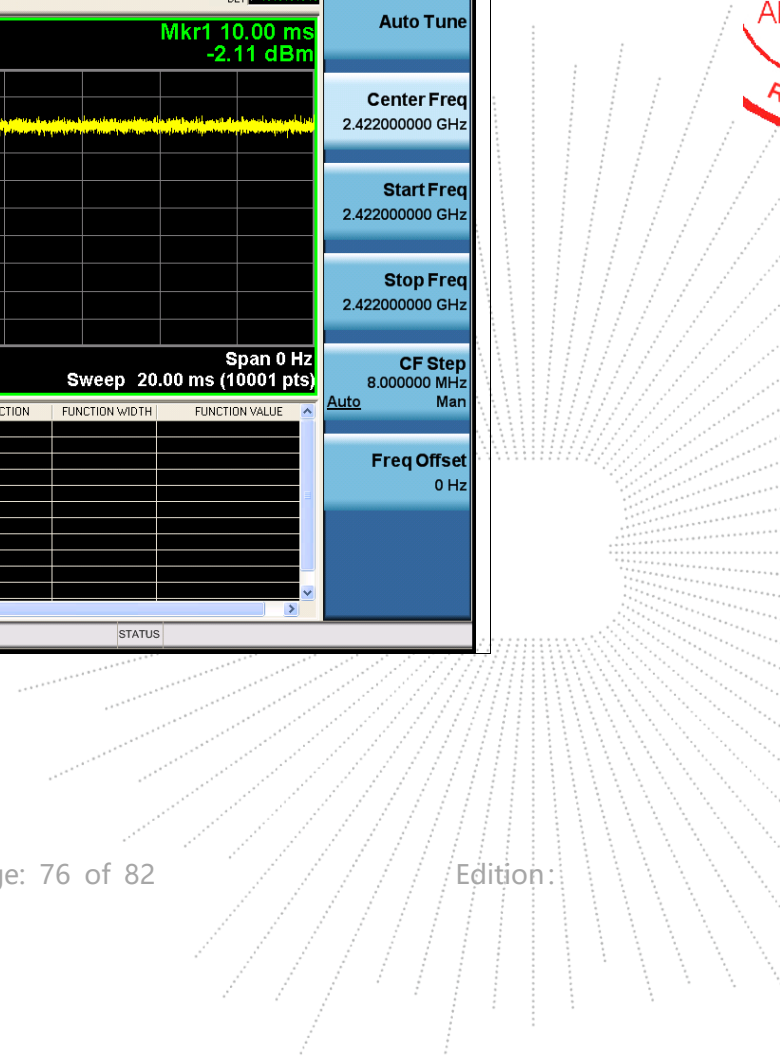 Auto Tune
Mkr1 10.00 ms
-2.11 dBm
Center Freq
2.422000000 GHz
Start Freq
2.422000000 GHz
Stop Freq
2.422000000 GHz
Span 0 Hz
Sweep 20.00 ms (10001 pts)
CF Step
8.000000 MHz
Auto Man
FUNCTION WIDTH FUNCTION VALUE
Freq Offset
0 Hz
STATUS
76 of 82
Edition: